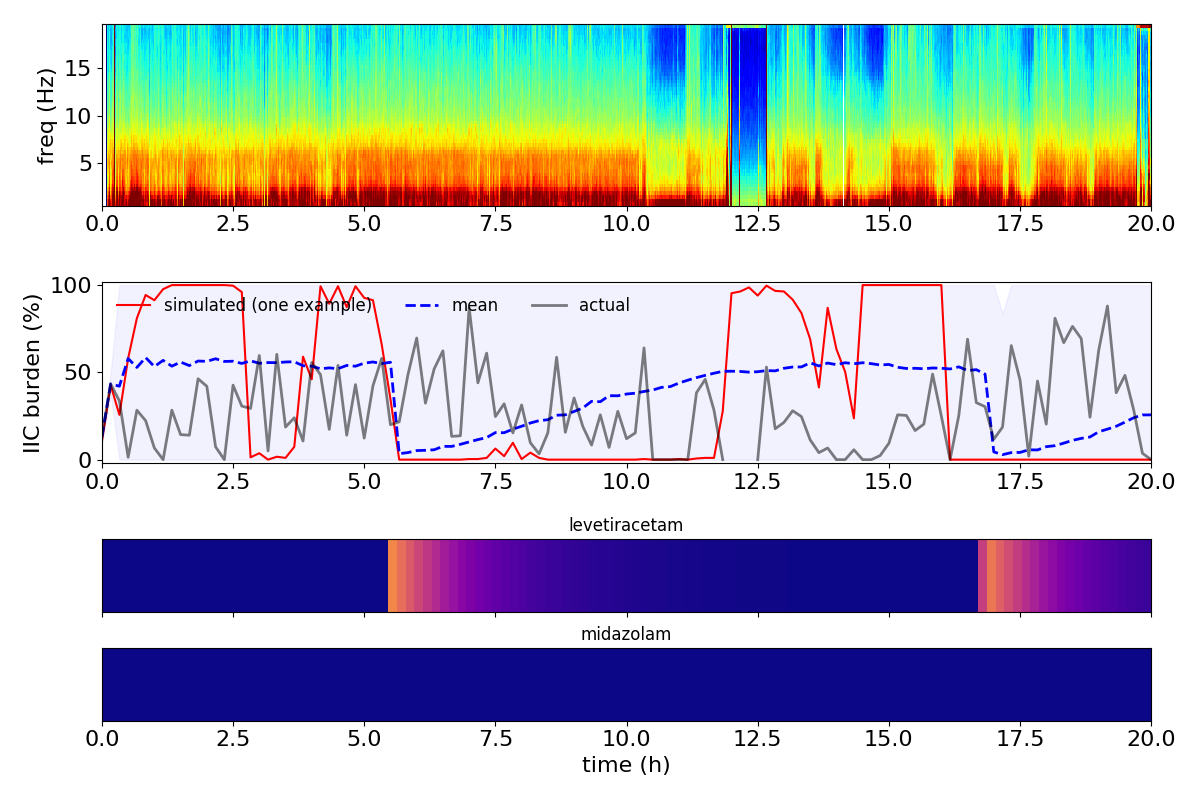 freq (Hz)
15
10
5
0.0 2.5 5.0 7.5 10.0 12.5 15.0 17.5 20.0
IIC burden (%)
100
50
0
simulated (one example) mean actual
0.0 2.5 5.0 7.5 10.0 12.5 15.0 17.5 20.0
levetiracetam
midazolam
0.0 2.5 5.0 7.5 10.0 12.5 15.0 17.5 20.0
time (h)